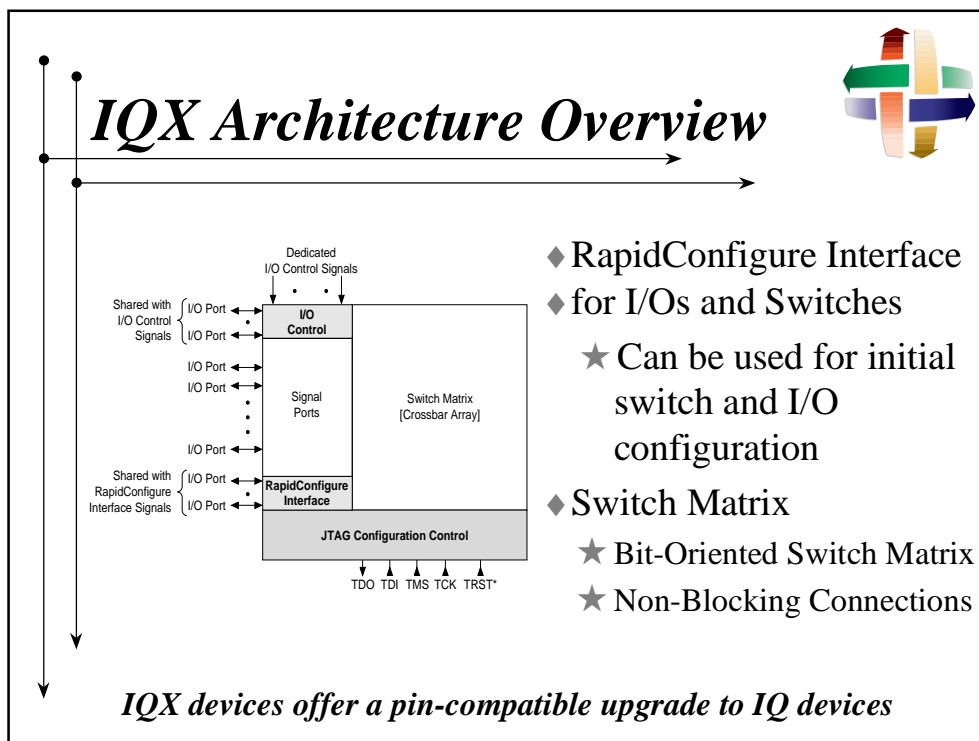 IQX Architecture Overview
Dedicated
I/O Control Signals
Shared with
I/O Control
Signals
I/O Port
I/O Port
I/O Port
I/O Port
I/O Port
Shared with
RapidConfigure
Interface Signals
I/O Port
I/O Port
I/O
Control
Signal
Ports
RapidConfigure
Interface
Switch Matrix
[Crossbar Array]
JTAG Configuration Control
TDO TDI TMS TCK TRST*
RapidConfigure Interface
for I/Os and Switches
Can be used for initial
switch and I/O
configuration
Switch Matrix
Bit-Oriented Switch Matrix
Non-Blocking Connections
IQX devices offer a pin-compatible upgrade to IQ devices